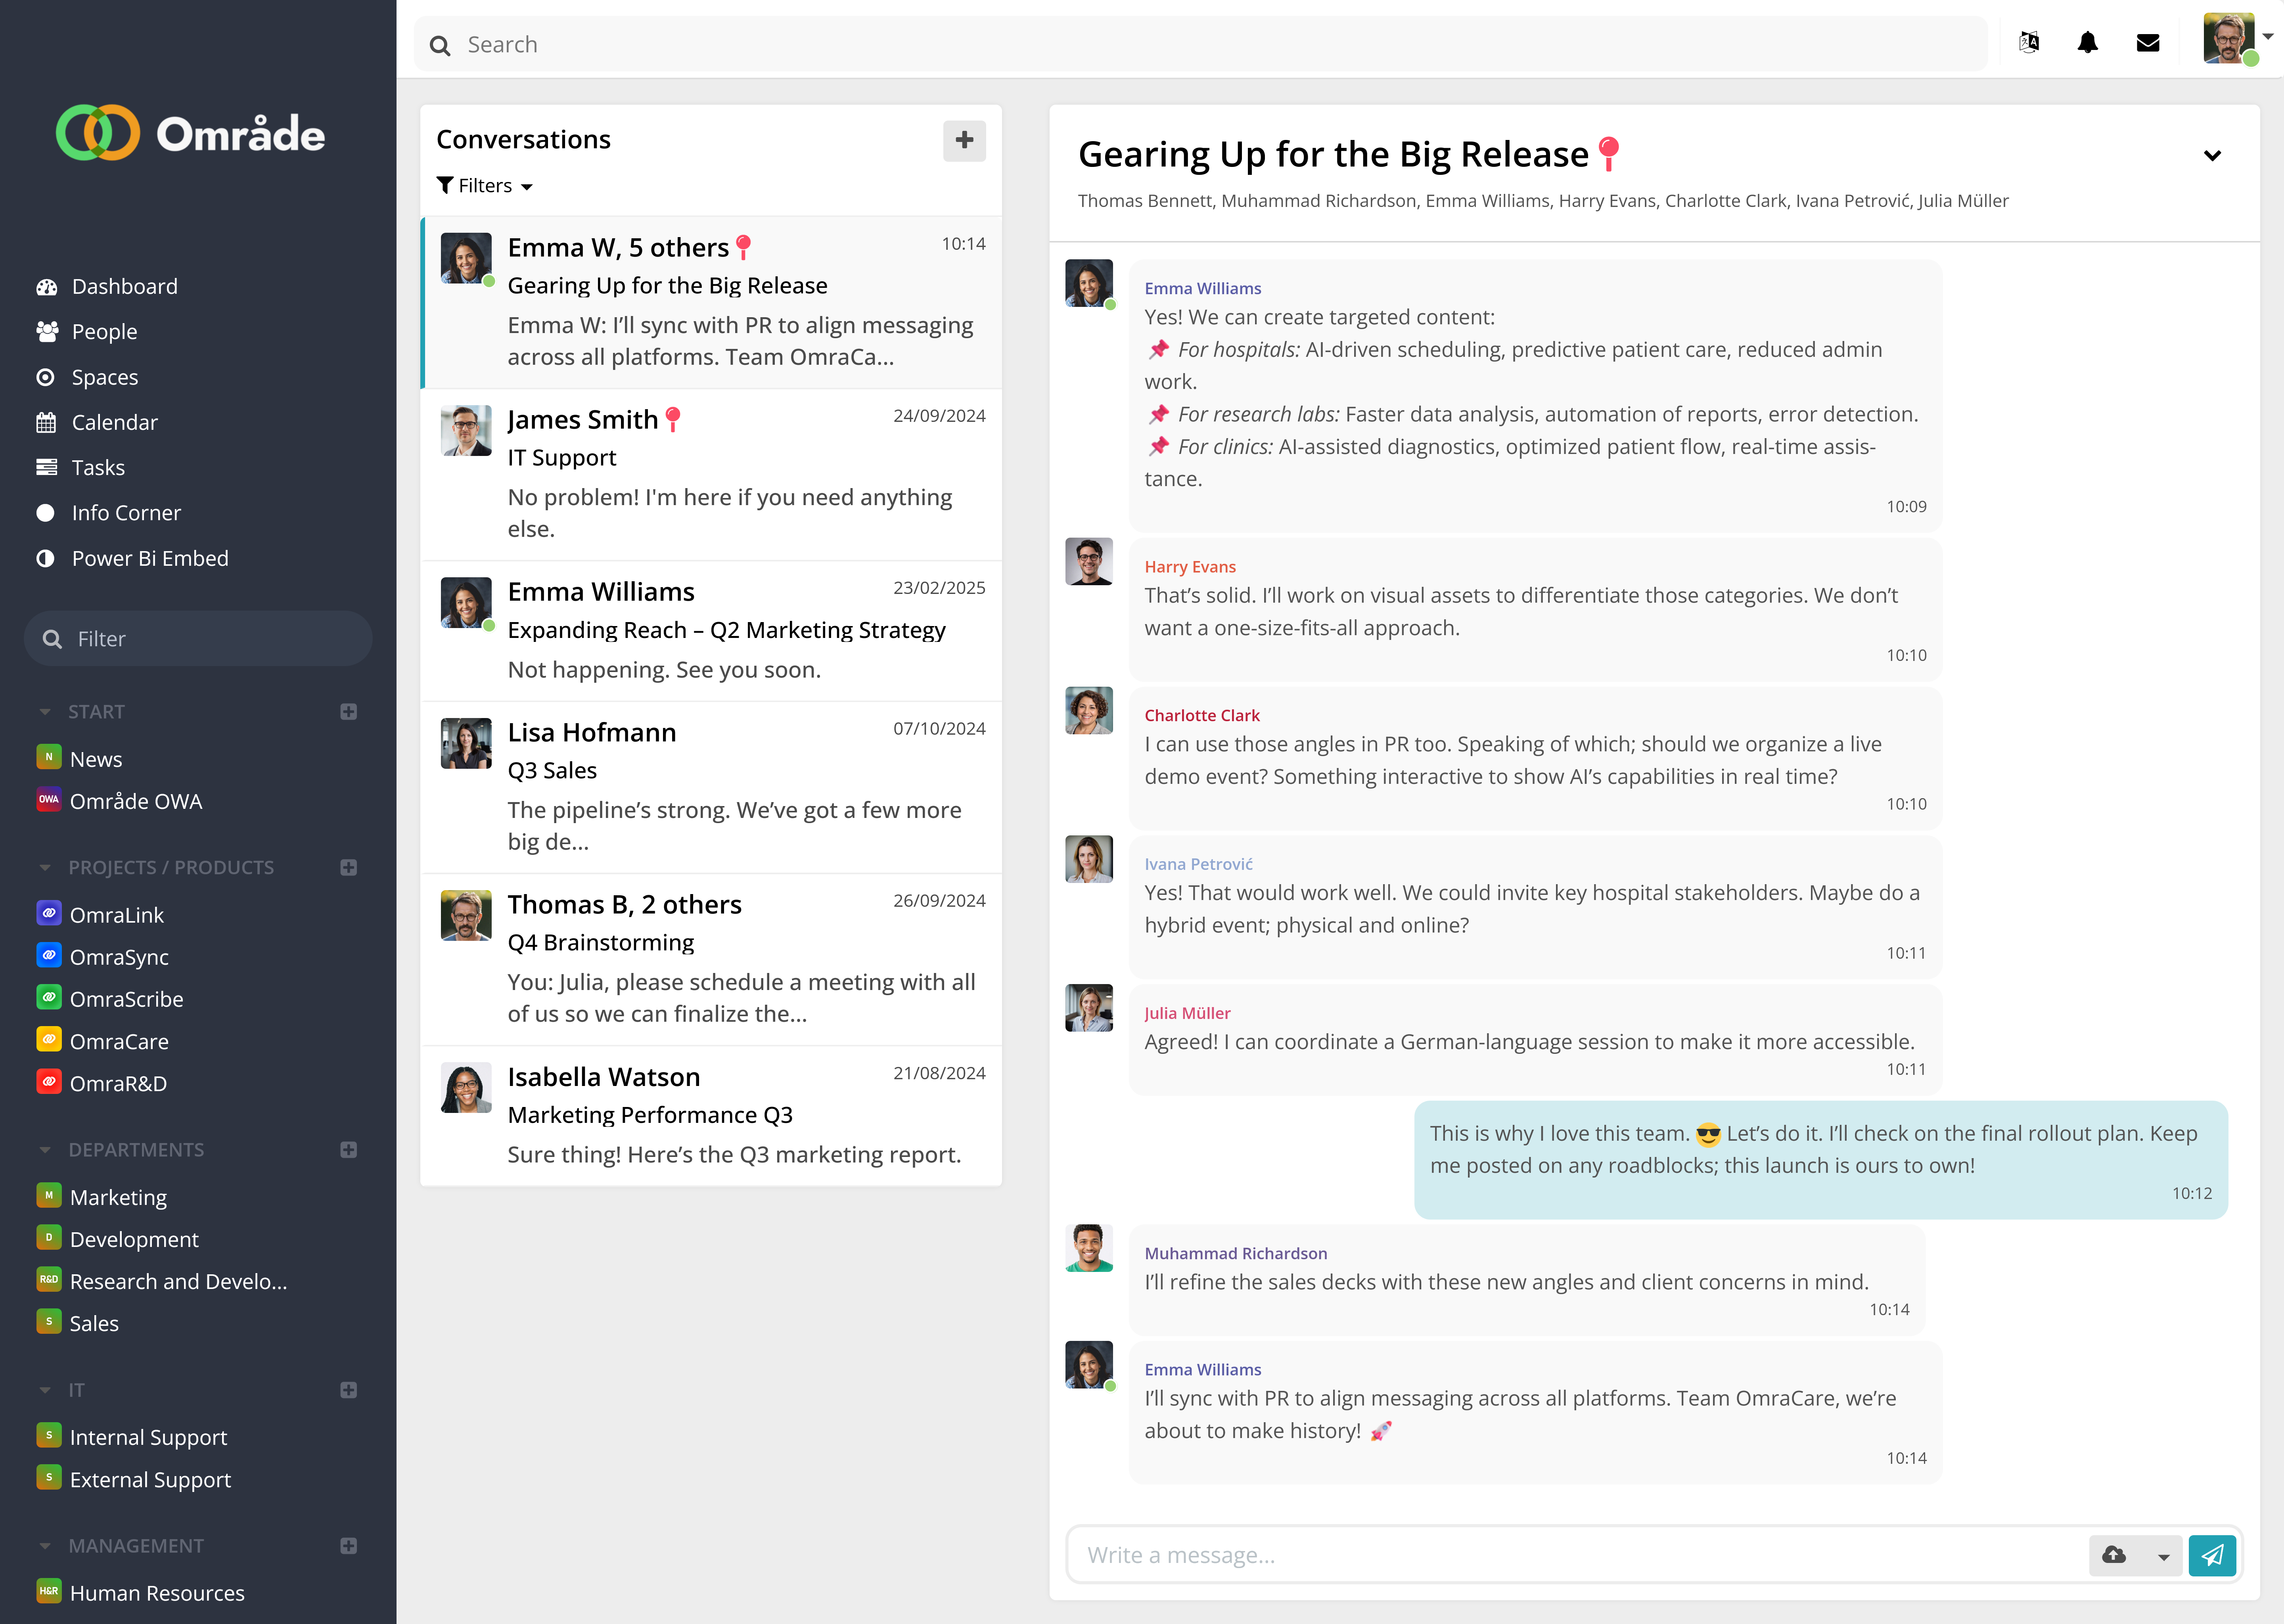 Område
Dashboard
People
Spaces
Calendar
Tasks
Info Corner
Power Bi Embed
Filter
START
N News
OWA Område OWA
PROJECTS / PRODUCTS
OmraLink
OmraSync
OmraScribe
OmraCare
OmraR&D
DEPARTMENTS
M Marketing
D Development
R&D Research and Develo...
S Sales
IT
S Internal Support
S External Support
MANAGEMENT
H&R Human Resources
Search
Conversations
Filters
Emma W, 5 others📍 10:14
Gearing Up for the Big Release
Emma W: I’ll sync with PR to align messaging
across all platforms. Team OmraCa...
James Smith📍 24/09/2024
IT Support
No problem! I'm here if you need anything
else.
Emma Williams 23/02/2025
Expanding Reach – Q2 Marketing Strategy
Not happening. See you soon.
Lisa Hofmann 07/10/2024
Q3 Sales
The pipeline’s strong. We’ve got a few more
big de...
Thomas B, 2 others 26/09/2024
Q4 Brainstorming
You: Julia, please schedule a meeting with all
of us so we can finalize the...
Isabella Watson 21/08/2024
Marketing Performance Q3
Sure thing! Here’s the Q3 marketing report.
Gearing Up for the Big Release📍
Thomas Bennett, Muhammad Richardson, Emma Williams, Harry Evans, Charlotte Clark, Ivana Petrović, Julia Müller
Emma Williams
Yes! We can create targeted content:
📌 For hospitals: AI-driven scheduling, predictive patient care, reduced admin
work.
📌 For research labs: Faster data analysis, automation of reports, error detection.
📌 For clinics: AI-assisted diagnostics, optimized patient flow, real-time assis-
tance.
10:09
Harry Evans
That’s solid. I’ll work on visual assets to differentiate those categories. We don’t
want a one-size-fits-all approach.
10:10
Charlotte Clark
I can use those angles in PR too. Speaking of which; should we organize a live
demo event? Something interactive to show AI’s capabilities in real time?
10:10
Ivana Petrović
Yes! That would work well. We could invite key hospital stakeholders. Maybe do a
hybrid event; physical and online?
10:11
Julia Müller
Agreed! I can coordinate a German-language session to make it more accessible.
10:11
This is why I love this team. 😎 Let’s do it. I’ll check on the final rollout plan. Keep
me posted on any roadblocks; this launch is ours to own!
10:12
Muhammad Richardson
I’ll refine the sales decks with these new angles and client concerns in mind.
10:14
Emma Williams
I’ll sync with PR to align messaging across all platforms. Team OmraCare, we’re
about to make history! 🚀
10:14
Write a message...